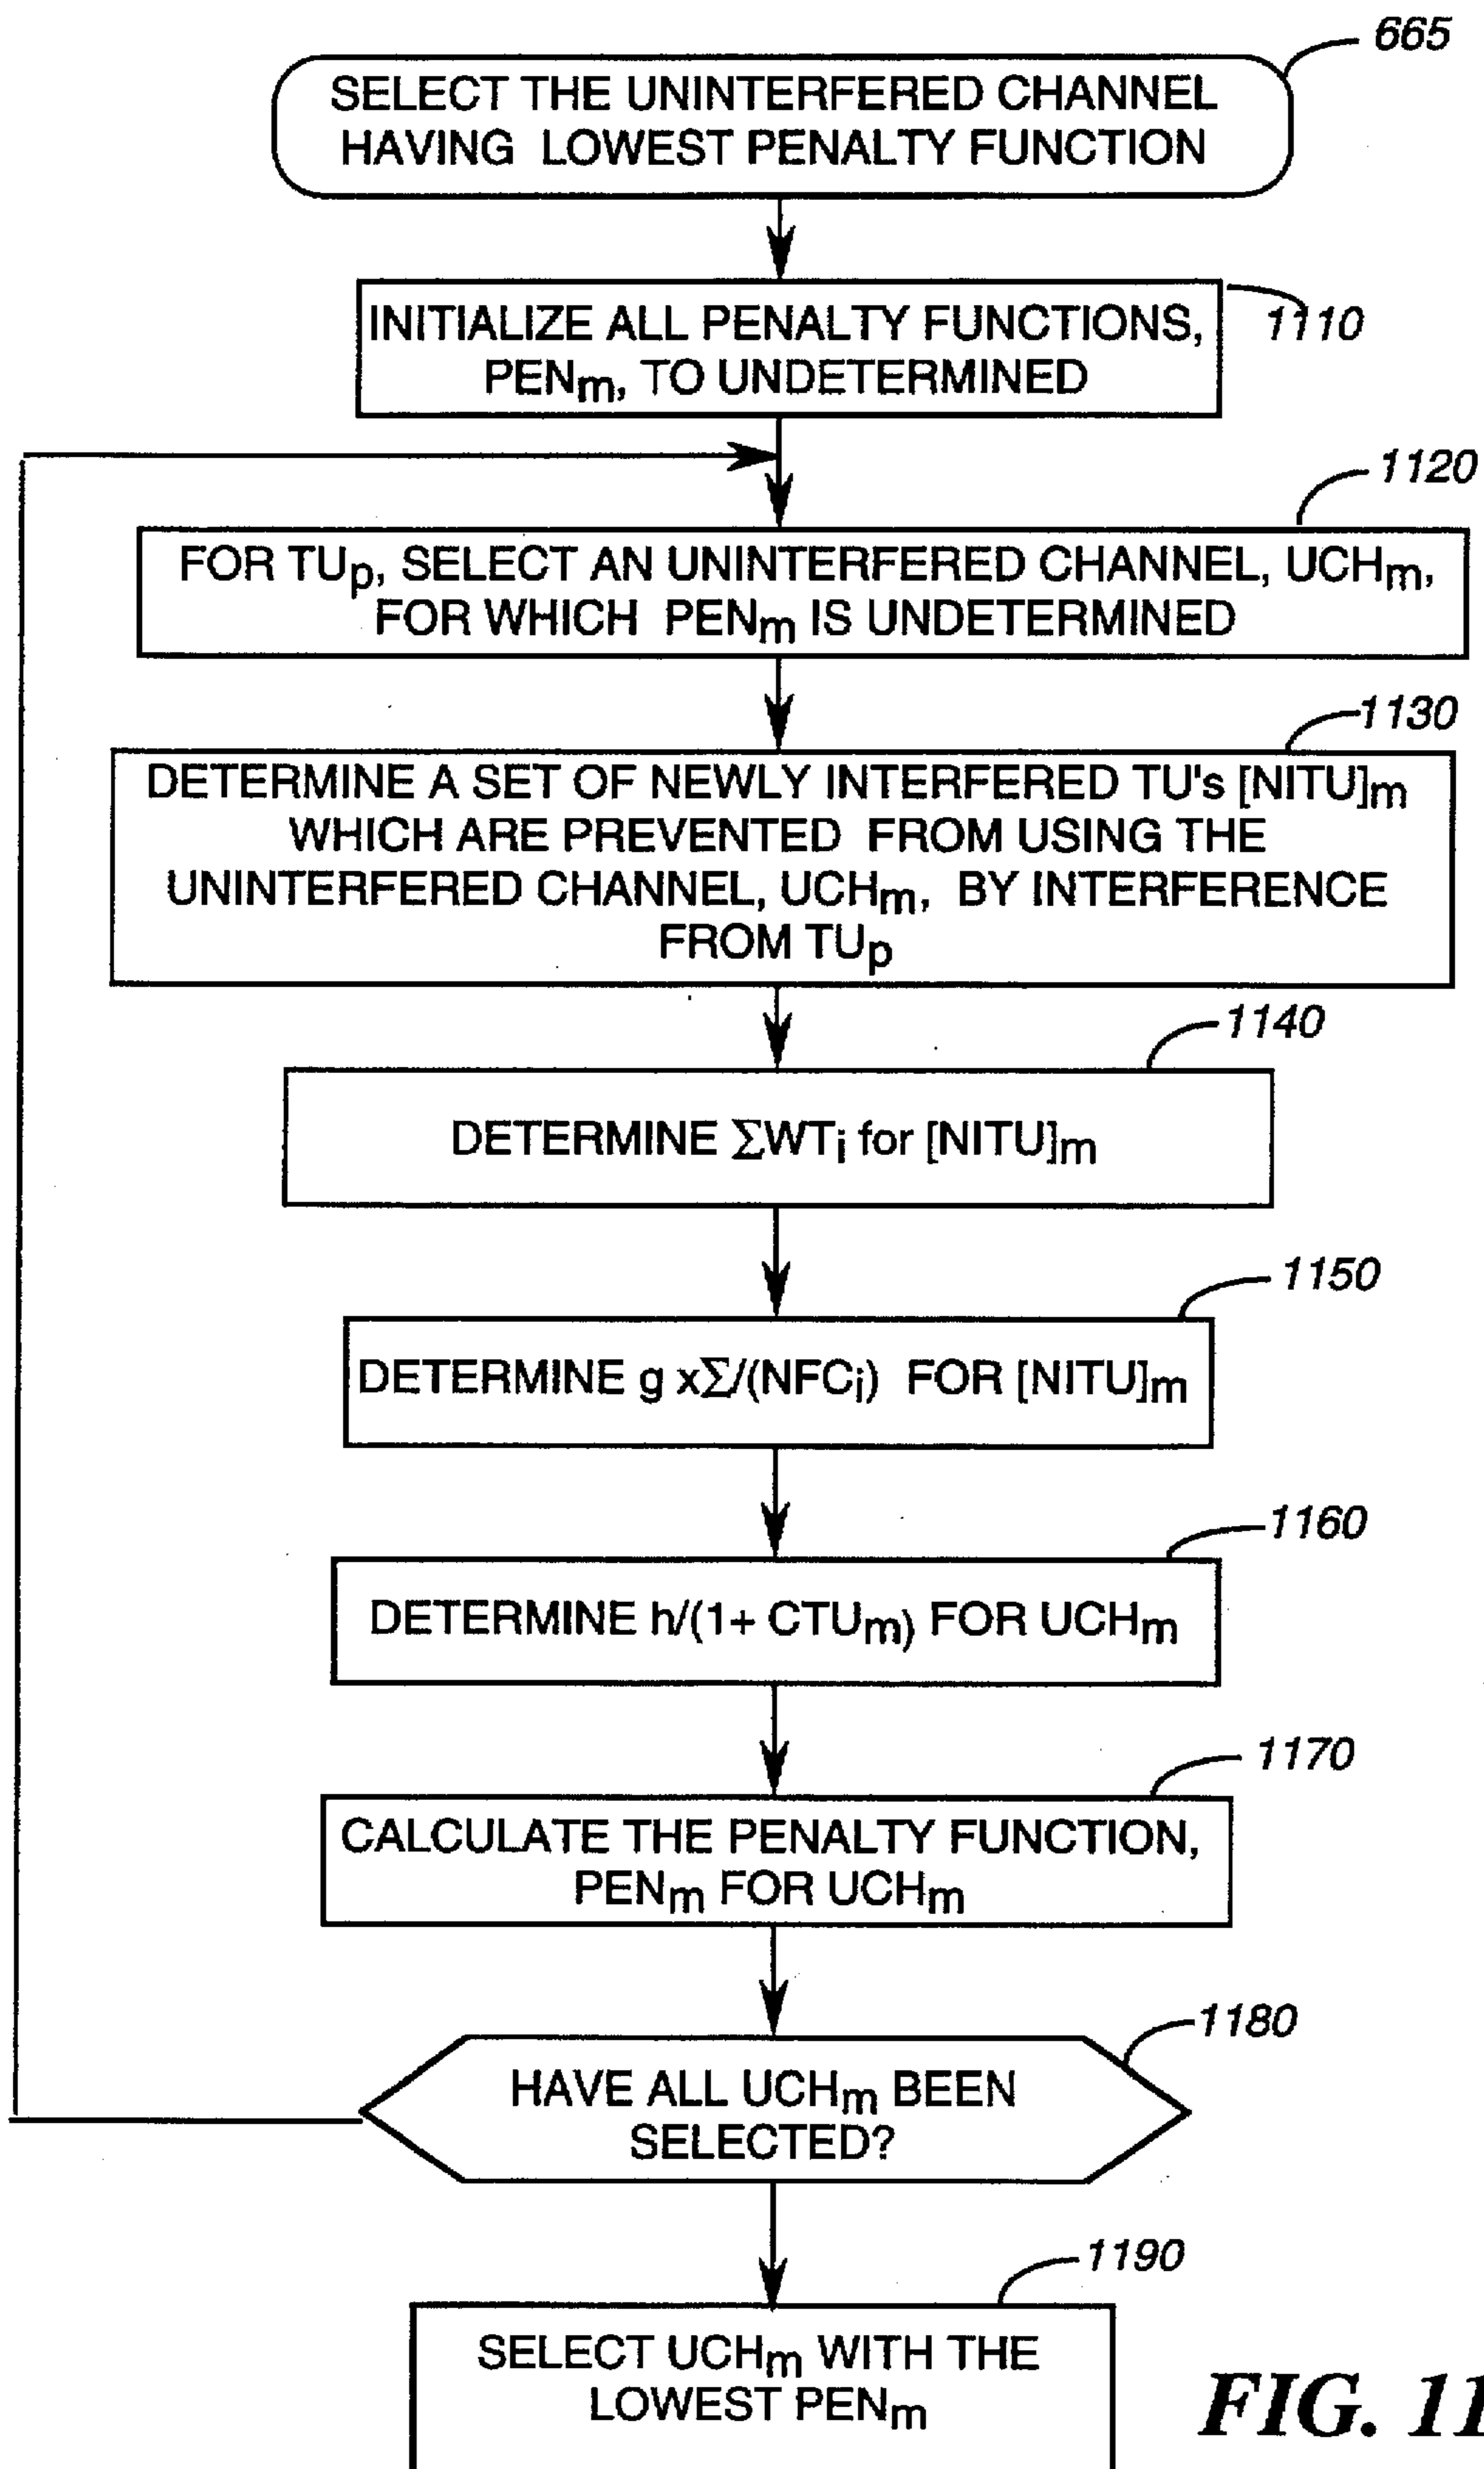 665
SELECT THE UNINTERFERED CHANNEL
HAVING LOWEST PENALTY FUNCTION
1110
INITIALIZE ALL PENALTY FUNCTIONS,
PENm, TO UNDETERMINED
1120
FOR TUp, SELECT AN UNINTERFERED CHANNEL, UCHm,
FOR WHICH PENm IS UNDETERMINED
1130
DETERMINE A SET OF NEWLY INTERFERED TU's [NITU]m
WHICH ARE PREVENTED FROM USING THE
UNINTERFERED CHANNEL, UCHm, BY INTERFERENCE
FROM TUp
1140
DETERMINE ΣWTi for [NITU]m
1150
DETERMINE g xΣ/(NFCi) FOR [NITU]m
1160
DETERMINE h/(1+ CTUm) FOR UCHm
1170
CALCULATE THE PENALTY FUNCTION,
PENm FOR UCHm
1180
HAVE ALL UCHm BEEN
SELECTED?
1190
SELECT UCHm WITH THE
LOWEST PENm
FIG. 11